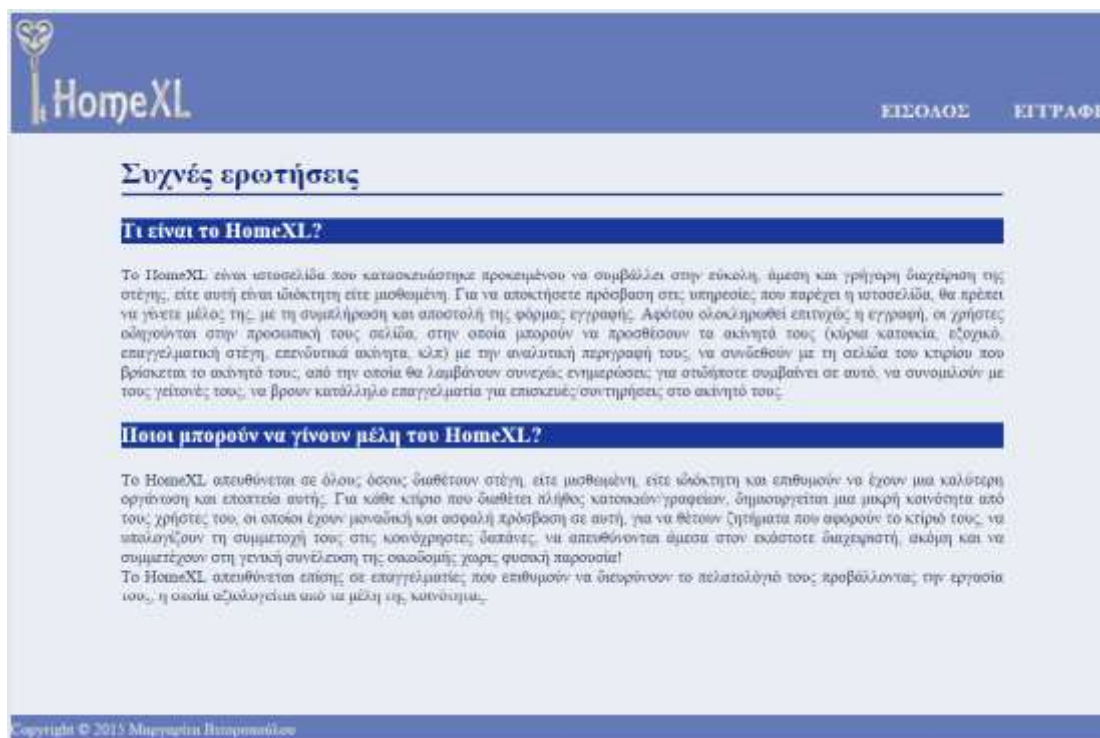 HomeXL
ΕΙΣΟΔΟΣ ΕΓΓΡΑΦΕ
Συχνές ερωτήσεις
Τι είναι το HomeXL?
Το HomeXL είναι ιστοσελίδα που κατασκευάστηκε προκειμένου να συμβάλλει στην εύκολη, άμεση και γρήγορη διαχείριση της
στέγης, είτε αυτή είναι ιδιόκτητη είτε μισθωμένη. Για να αποκτήσετε πρόσβαση στις υπηρεσίες που παρέχει η ιστοσελίδα, θα πρέπει
να γίνετε μέλος της, με τη συμπλήρωση και αποστολή της φόρμας εγγραφής. Αφότου ολοκληρωθεί επιτυχώς η εγγραφή, οι χρήστες
οδηγούνται στην προσωπική τους σελίδα, στην οποία μπορούν να προσθέσουν τα ακίνητά τους (κύρια κατοικία, εξοχικό,
επαγγελματική στέγη, επενδυτικά ακίνητα, κλπ) με την αναλυτική περιγραφή τους, να συνδεθούν με τη σελίδα του κτιρίου που
βρίσκεται το ακίνητό τους, από την οποία θα λαμβάνουν συνεχώς ενημερώσεις για οτιδήποτε συμβαίνει σε αυτό, να συνομιλούν με
τους γείτονές τους, να βρουν κατάλληλο επαγγελματία για επισκευές/συντηρήσεις στο ακίνητό τους.
Ποιοι μπορούν να γίνουν μέλη του HomeXL?
Το HomeXL απευθύνεται σε όλους όσους διαθέτουν στέγη, είτε μισθωμένη, είτε ιδιόκτητη και επιθυμούν να έχουν μια καλύτερη
οργάνωση και εποπτεία αυτής. Για κάθε κτίριο που διαθέτει πλήθος κατοικιών/γραφείων, δημιουργείται μια μικρή κοινότητα από
τους χρήστες του, οι οποίοι έχουν μοναδική και ασφαλή πρόσβαση σε αυτή, για να θέτουν ζητήματα που αφορούν το κτίριό τους, να
υπολογίζουν τη συμμετοχή τους στις κοινόχρηστες δαπάνες, να απευθύνονται άμεσα στον εκάστοτε διαχειριστή, ακόμη και να
συμμετέχουν στη γενική συνέλευση της οικοδομής χωρίς φυσική παρουσία!
Το HomeXL απευθύνεται επίσης σε επαγγελματίες που επιθυμούν να διευρύνουν το πελατολόγιό τους προβάλλοντας την εργασία
τους, η οποία αξιολογείται από τα μέλη της κοινότητας.
Copyright © 2015 Μαργαρίτα